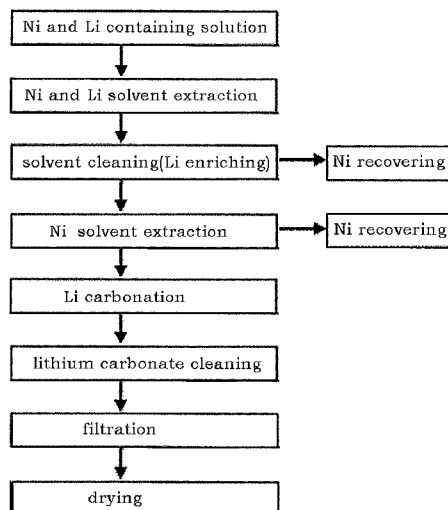 Ni and Li containing solution
Ni and Li solvent extraction
solvent cleaning(Li enriching)
Ni recovering
Ni solvent extraction
Ni recovering
Li carbonation
lithium carbonate cleaning
filtration
drying